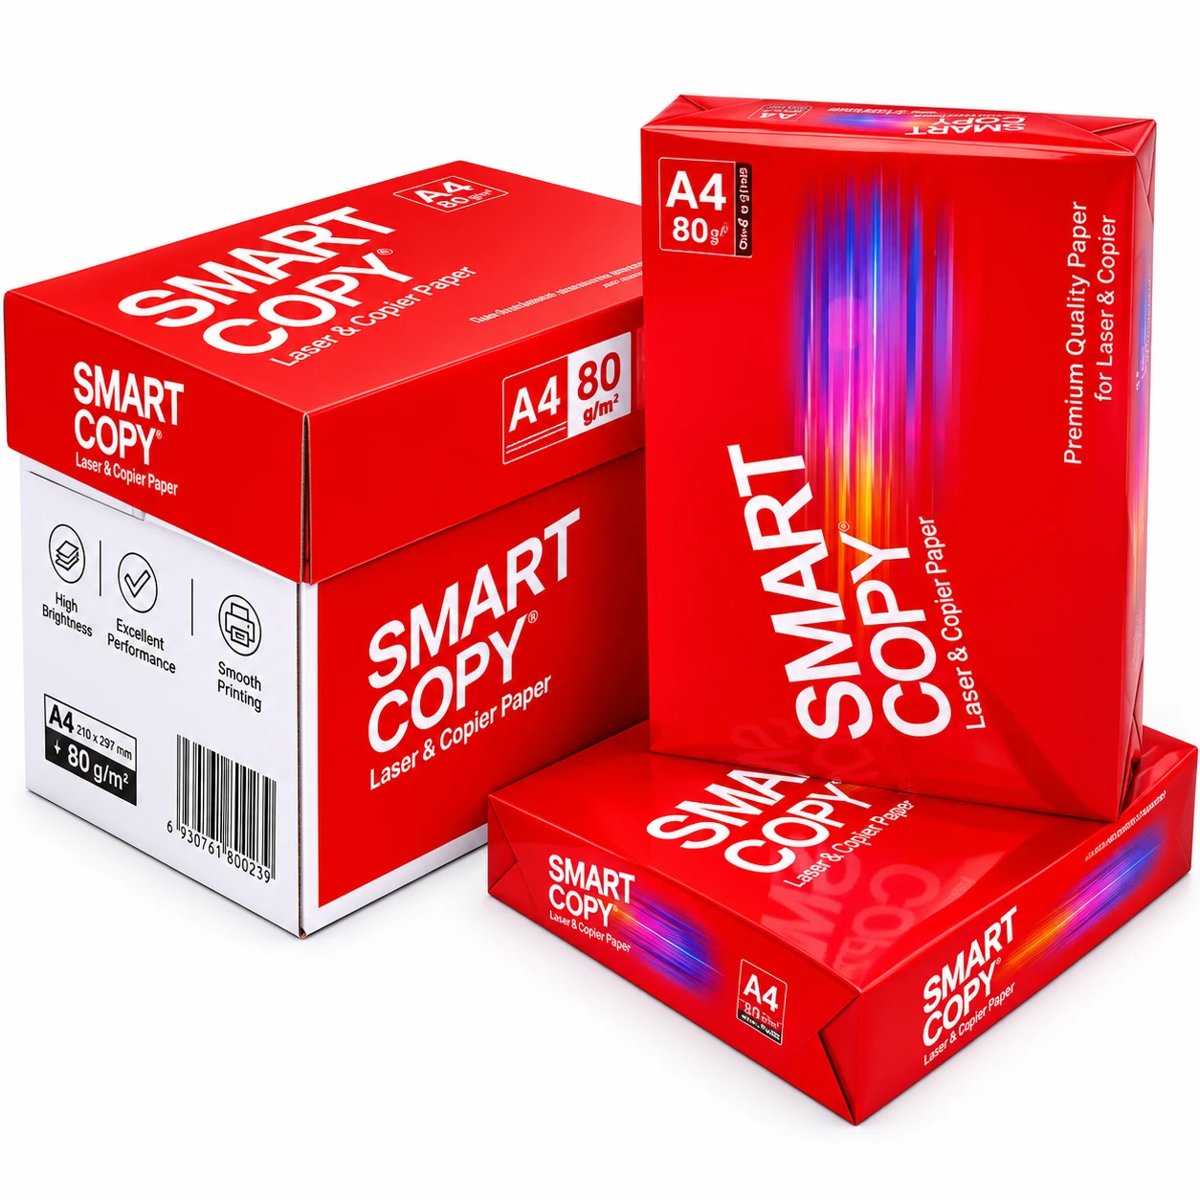 A4
80 g/m²
SMART
COPY®
Laser & Copier Paper
A4
80
g/m²
SMART
COPY®
Laser & Copier Paper
High
Brightness
Excellent
Performance
Smooth
Printing
A4 210 x 297 mm
80 g/m²
6 930761 800239
SMART
COPY®
Laser & Copier Paper
A4
SMART
A4
80
Premium Quality Paper
for Laser & Copier
SMART
COPY®
Laser & Copier Paper
SMA
COPY
Laser & Copier Paper
SMART
COPY
Laser & Copier Paper
A4
80
SMART
COPY
Laser & Copier Paper